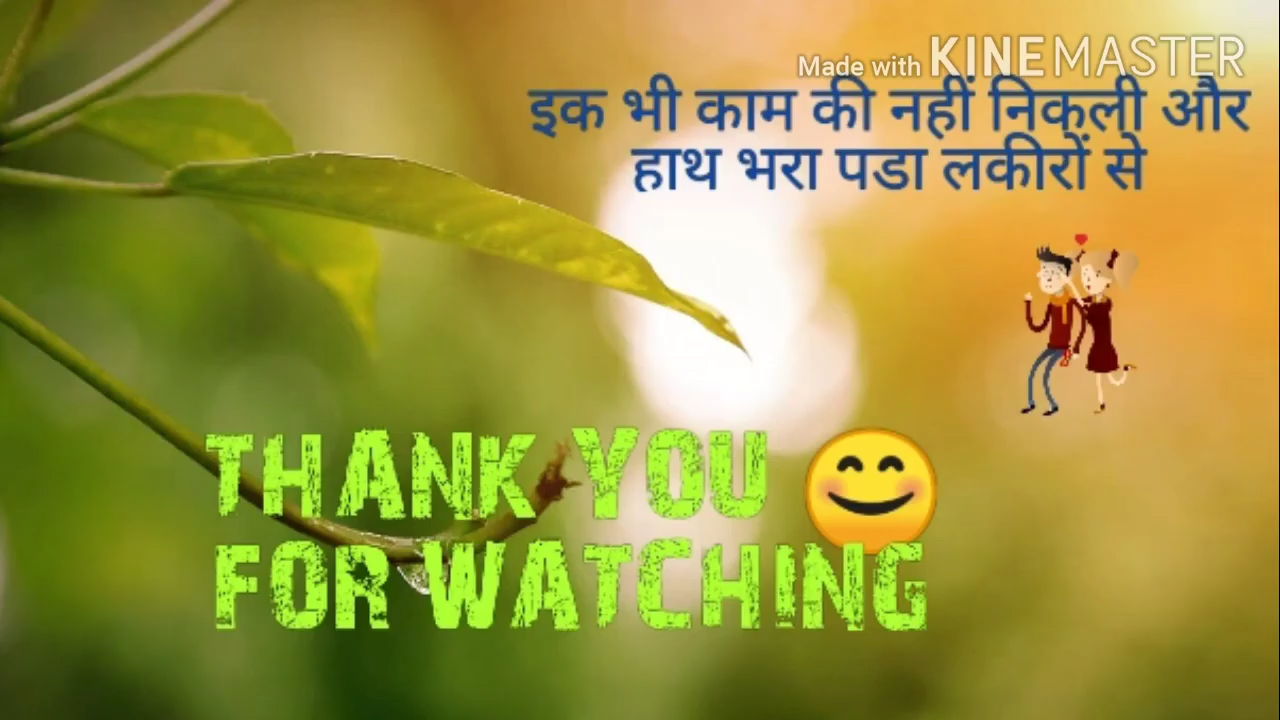 Made with KINEMASTER
इक भी काम की नहीं निकली और
हाथ भरा पडा लकीरों से
THANK YOU 😊
FOR WATCHING